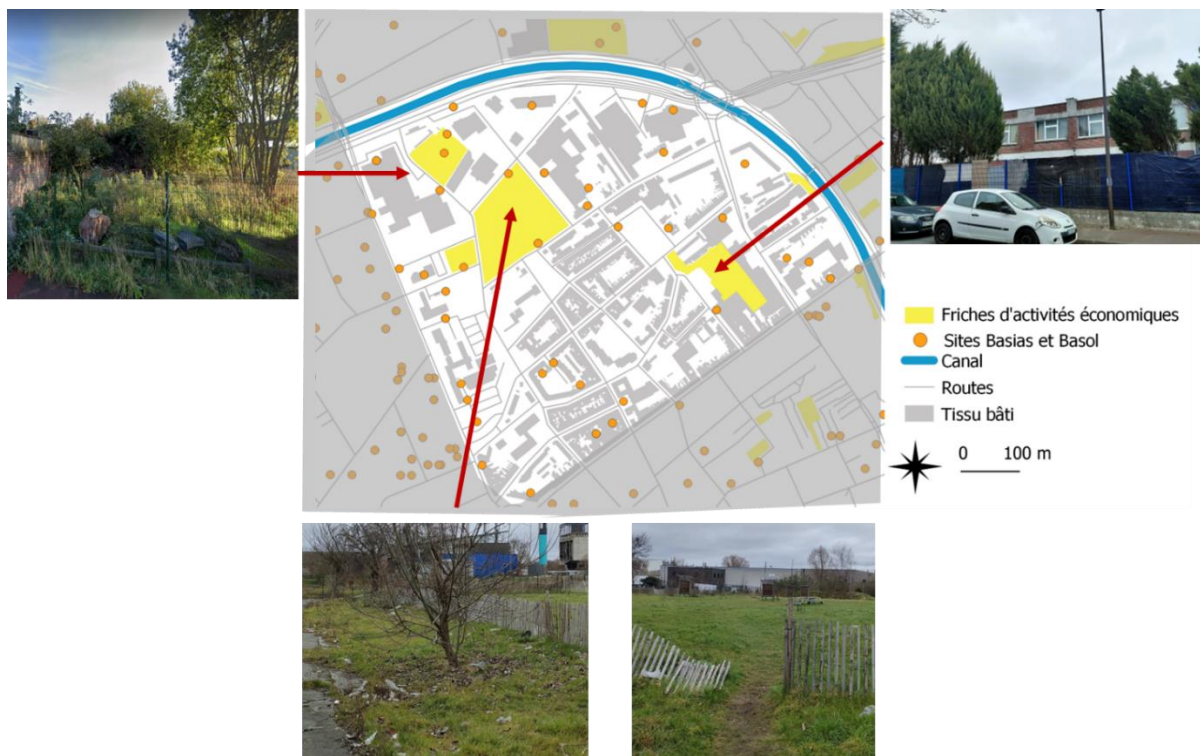 Friches d'activités économiques
Sites Basias et Basol
Canal
Routes
Tissu bâti
0 100 m